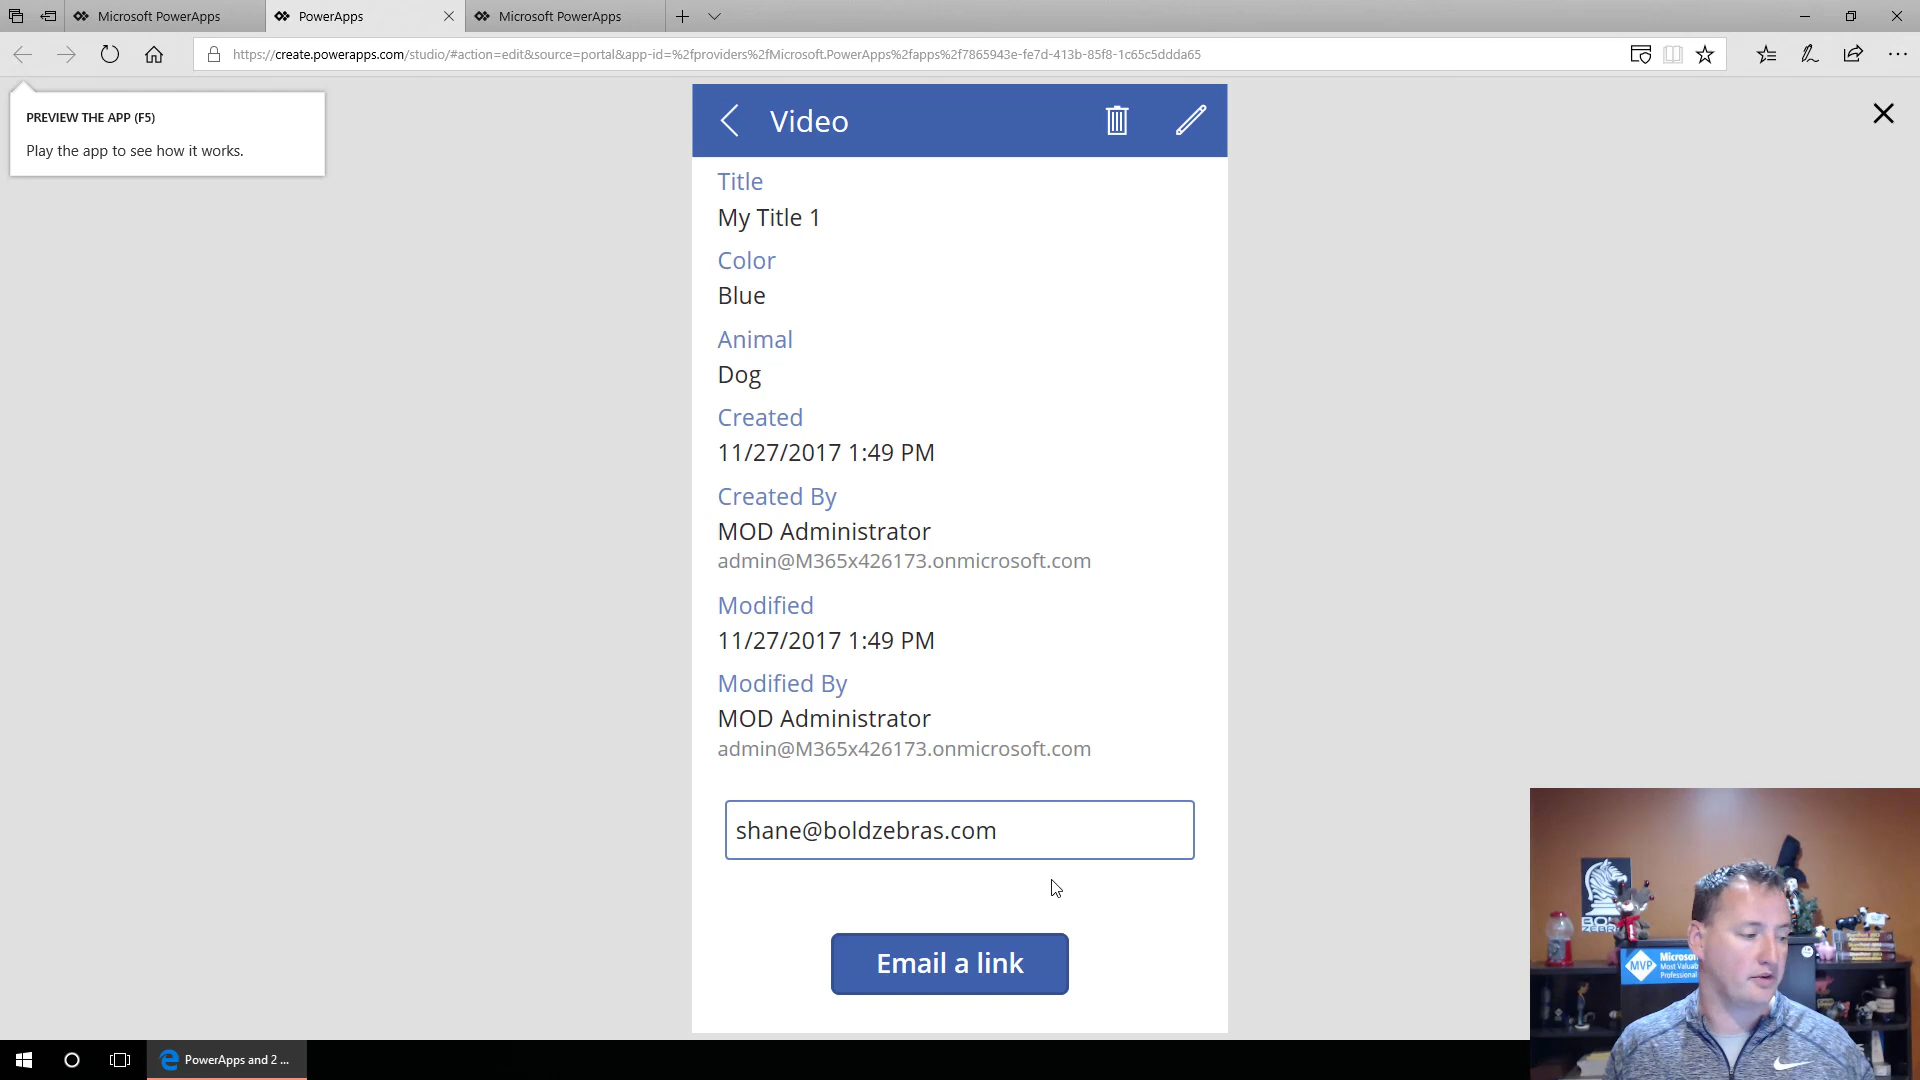 Microsoft PowerApps
PowerApps
Microsoft PowerApps
https://create.powerapps.com/studio/#action=edit&source=portal&app-id=%2fproviders%2fMicrosoft.PowerApps%2fapps%2f7865943e-fe7d-413b-85f8-1c65c5ddda65
PREVIEW THE APP (F5)
Play the app to see how it works.
Video
Title
My Title 1
Color
Blue
Animal
Dog
Created
11/27/2017 1:49 PM
Created By
MOD Administrator
admin@M365x426173.onmicrosoft.com
Modified
11/27/2017 1:49 PM
Modified By
MOD Administrator
admin@M365x426173.onmicrosoft.com
shane@boldzebras.com
Email a link
MVP
Most
Professional
PowerApps and 2 ...